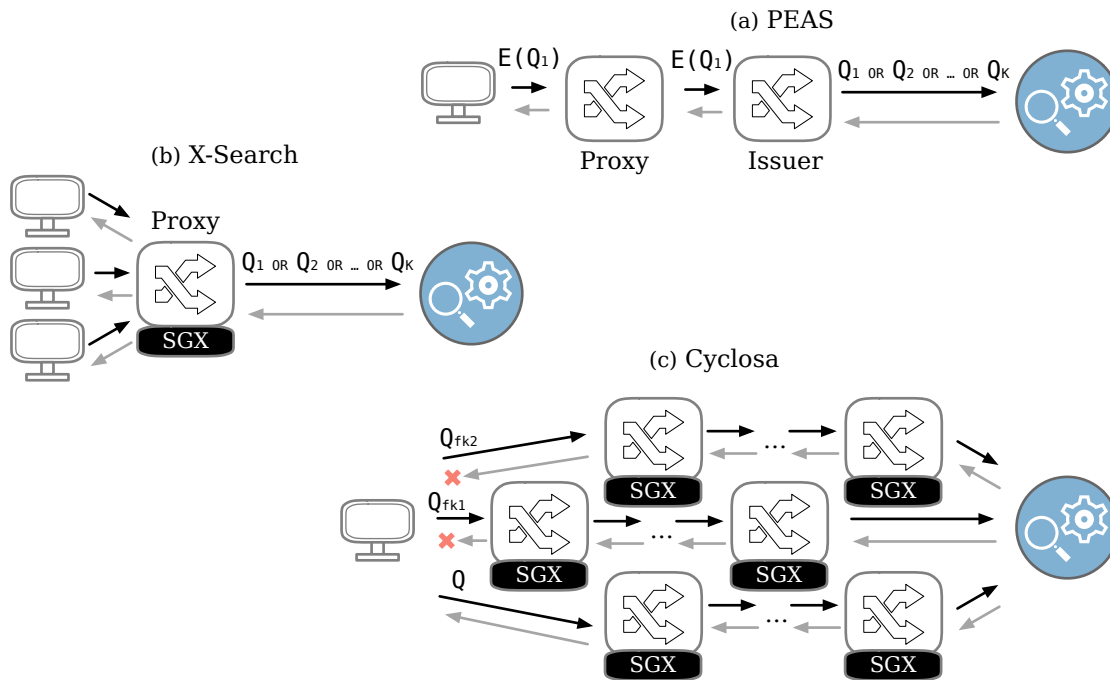 (a) PEAS
E(Q₁)
E(Q₁)
Q₁ OR Q₂ OR … OR Qₖ
Proxy
Issuer
(b) X-Search
Proxy
Q₁ OR Q₂ OR … OR Qₖ
SGX
(c) Cyclosa
Qfk2
...
SGX
SGX
Qfk1
...
SGX
SGX
Q
...
SGX
SGX